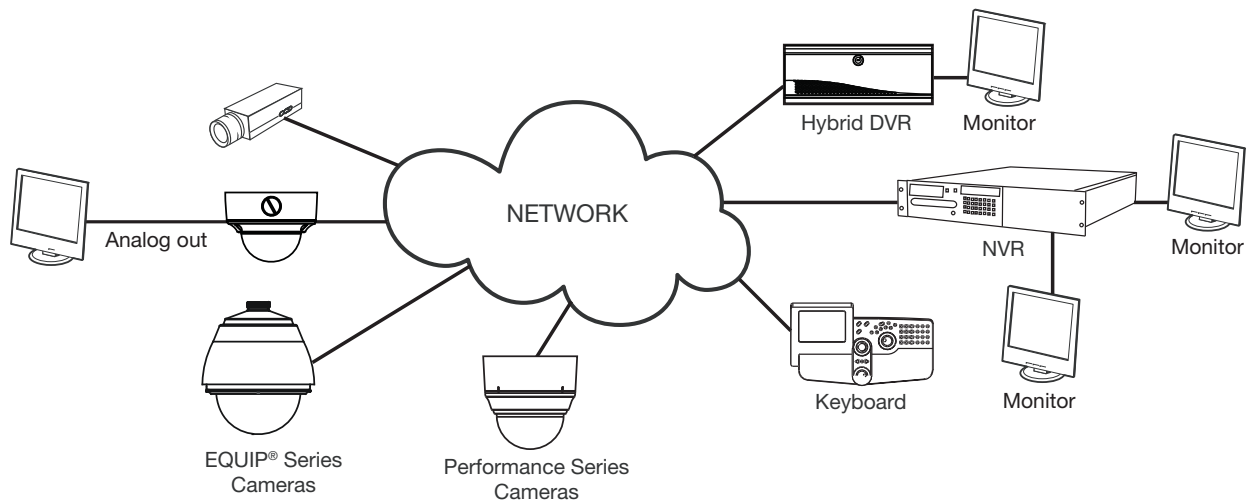 Hybrid DVR
Monitor
NETWORK
Analog out
NVR
Monitor
Keyboard
Monitor
EQUIP® Series
Cameras
Performance Series
Cameras